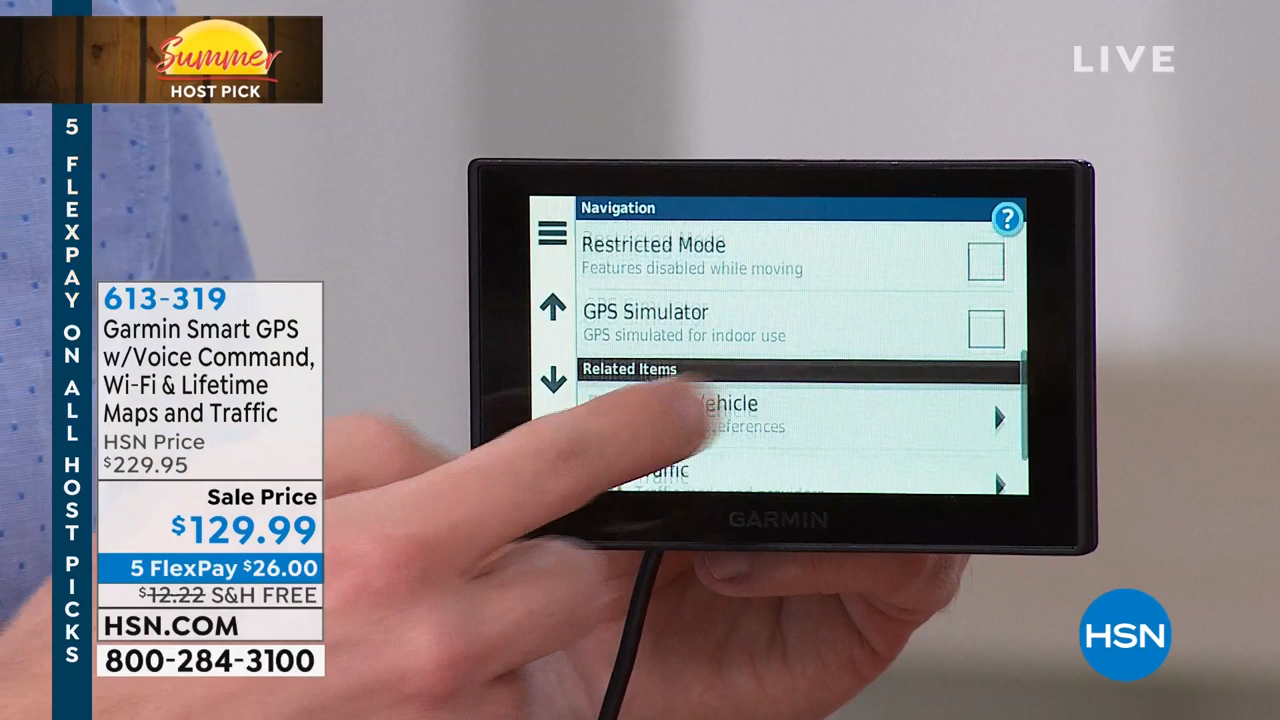 Summer
HOST PICK
LIVE
5 FLEXPAY ON ALL HOST PICKS
613-319
Garmin Smart GPS
w/Voice Command,
Wi-Fi & Lifetime
Maps and Traffic
HSN Price
$229.95
Sale Price
$129.99
5 FlexPay $26.00
$12.22 S&H FREE
HSN.COM
800-284-3100
Navigation
?
Restricted Mode
Features disabled while moving
GPS Simulator
GPS simulated for indoor use
Related Items
GARMIN
HSN